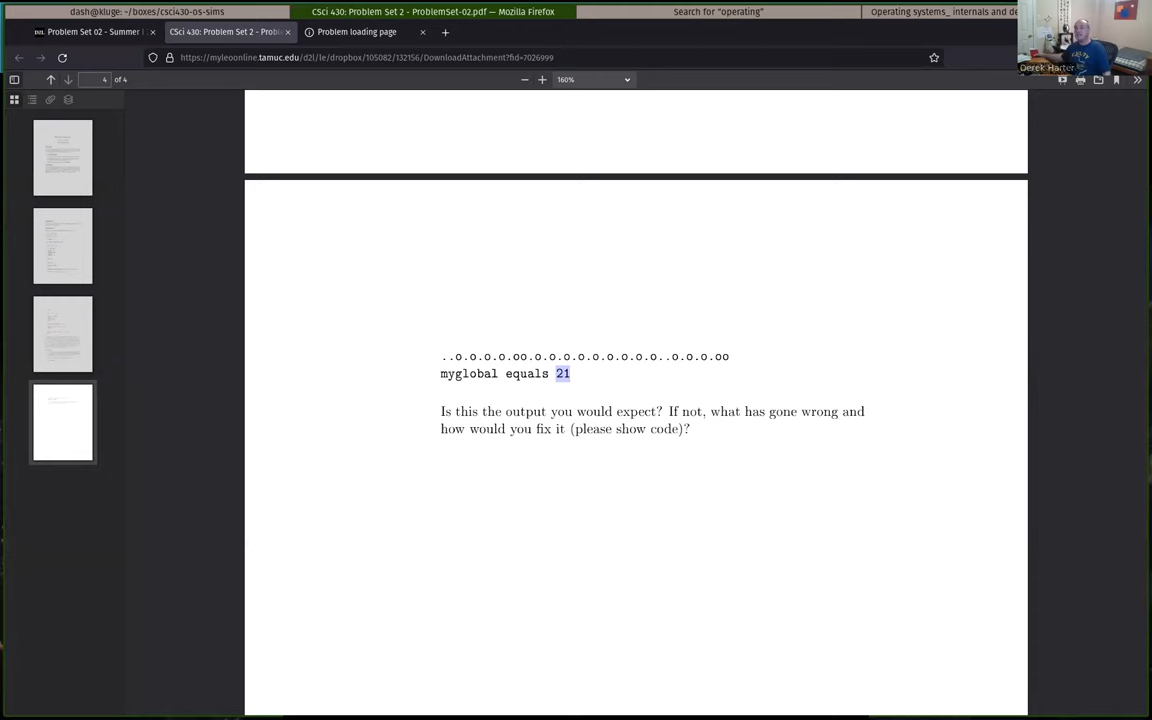 dash@kluge: ~/boxes/csci430-os-sims
CSci 430: Problem Set 2 - ProblemSet-02.pdf — Mozilla Firefox
Search for "operating"
Operating systems_ internals and de
Problem Set 02 - Summer
CSci 430: Problem Set 2 - Probl
Problem loading page
https://myleoonline.tamuc.edu/d2l/le/dropbox/105082/132156/DownloadAttachment?fid=7026999
Derek Harter
4 of 4
160%
..o.o.o.o.oo.o.o.o.o.o.o.o.o.o..o.o.o.oo
myglobal equals 21
Is this the output you would expect? If not, what has gone wrong and
how would you fix it (please show code)?